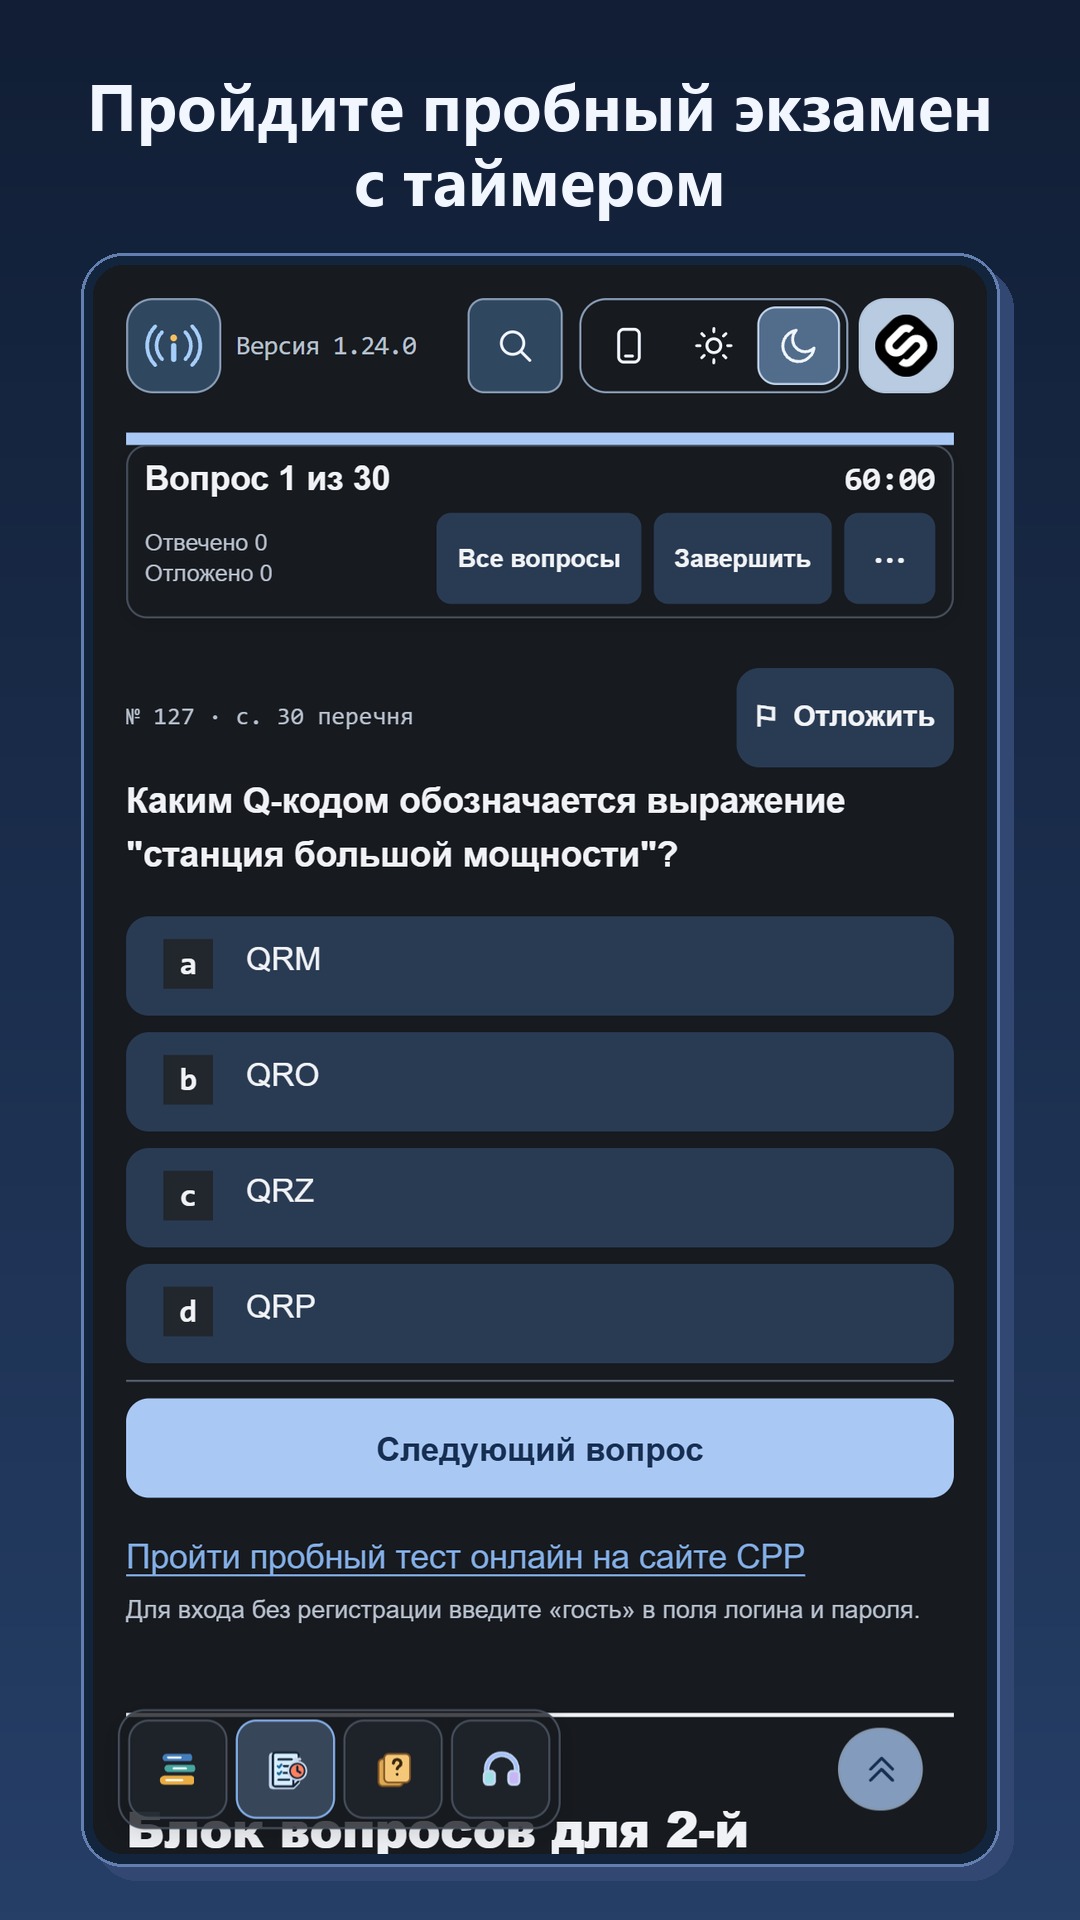 Пройдите пробный экзамен
с таймером
Версия 1.24.0
Вопрос 1 из 30
60:00
Отвечено 0
Отложено 0
Все вопросы
Завершить
...
№ 127 · с. 30 перечня
Отложить
Каким Q-кодом обозначается выражение
"станция большой мощности"?
a QRM
b QRO
c QRZ
d QRP
Следующий вопрос
Пройти пробный тест онлайн на сайте СРР
Для входа без регистрации введите «гость» в поля логина и пароля.
Блок вопросов для 2-й